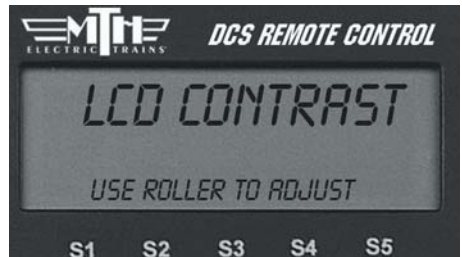 MTH
ELECTRIC TRAINS®
DCS REMOTE CONTROL
LCD CONTRAST
USE ROLLER TO ADJUST
S1 S2 S3 S4 S5